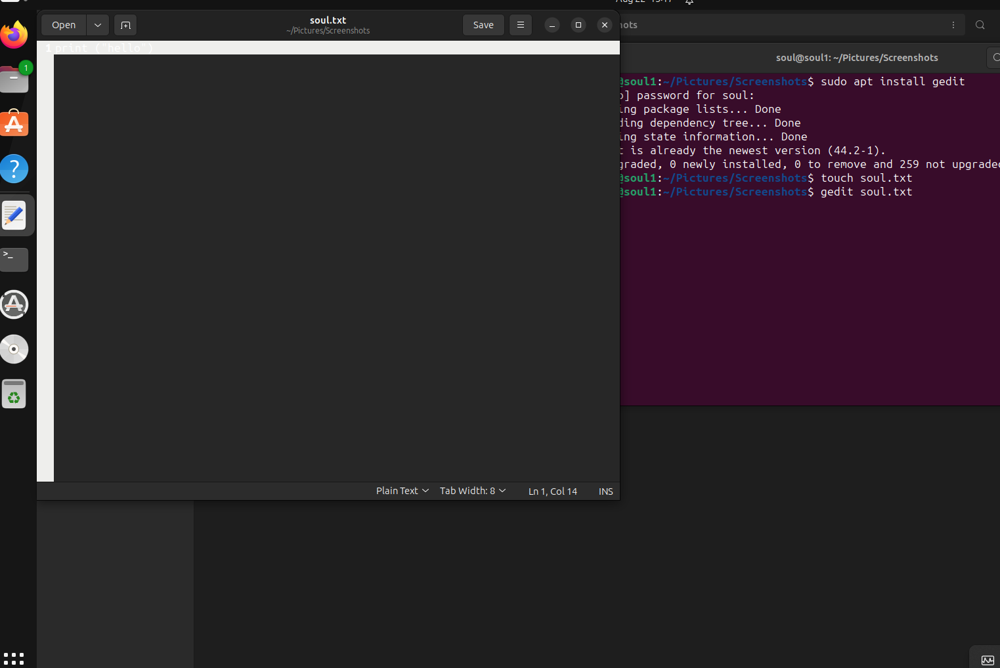 Aug 22
Open
soul.txt
~/Pictures/Screenshots
Save
1 print ("hello")
Plain Text
Tab Width: 8
Ln 1, Col 14
INS
1
?
>_
ots
soul@soul1: ~/Pictures/Screenshots
@soul1:~/Pictures/Screenshots$ sudo apt install gedit
o] password for soul:
ing package lists... Done
ding dependency tree... Done
ing state information... Done
t is already the newest version (44.2-1).
graded, 0 newly installed, 0 to remove and 259 not upgraded
@soul1:~/Pictures/Screenshots$ touch soul.txt
@soul1:~/Pictures/Screenshots$ gedit soul.txt